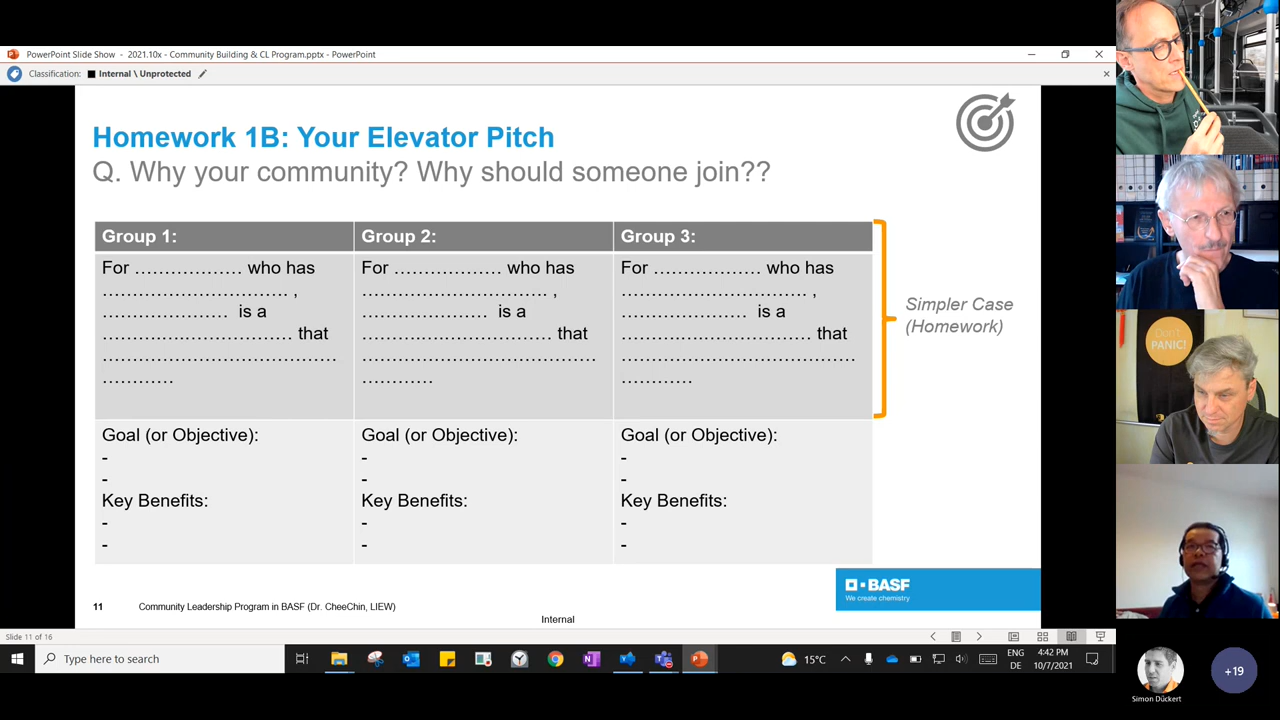 PowerPoint Slide Show - 2021.10x - Community Building & CL Program.pptx - PowerPoint
Classification: Internal \ Unprotected
Homework 1B: Your Elevator Pitch
Q. Why your community? Why should someone join??
Group 1: Group 2: Group 3:
For ……………… who has
………………………… ,
………………… is a
………………………… that
…………………………………
…………
For ……………… who has
………………………… ,
………………… is a
………………………… that
…………………………………
…………
For ……………… who has
………………………… ,
………………… is a
………………………… that
…………………………………
…………
Simpler Case
(Homework)
Goal (or Objective):
-
-
Key Benefits:
-
-
Goal (or Objective):
-
-
Key Benefits:
-
-
Goal (or Objective):
-
-
Key Benefits:
-
-
BASF
We create chemistry
11 Community Leadership Program in BASF (Dr. CheeChin, LIEW)
Internal
Slide 11 of 16
Type here to search
15°C
ENG
DE
4:42 PM
10/7/2021
DON'T
PANIC!
Simon Dückert
+19